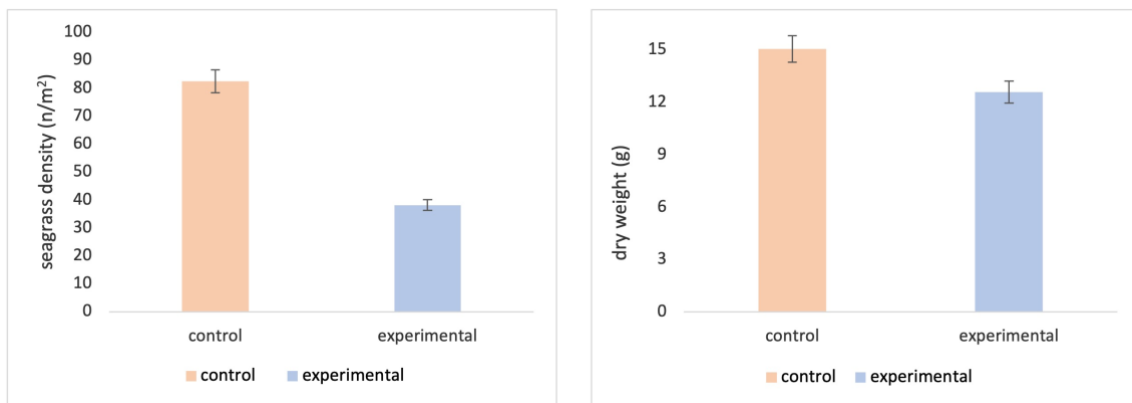 seagrass density (n/m²)
100
90
80
70
60
50
40
30
20
10
0
control experimental
control experimental
dry weight (g)
15
12
9
6
3
0
control experimental
control experimental